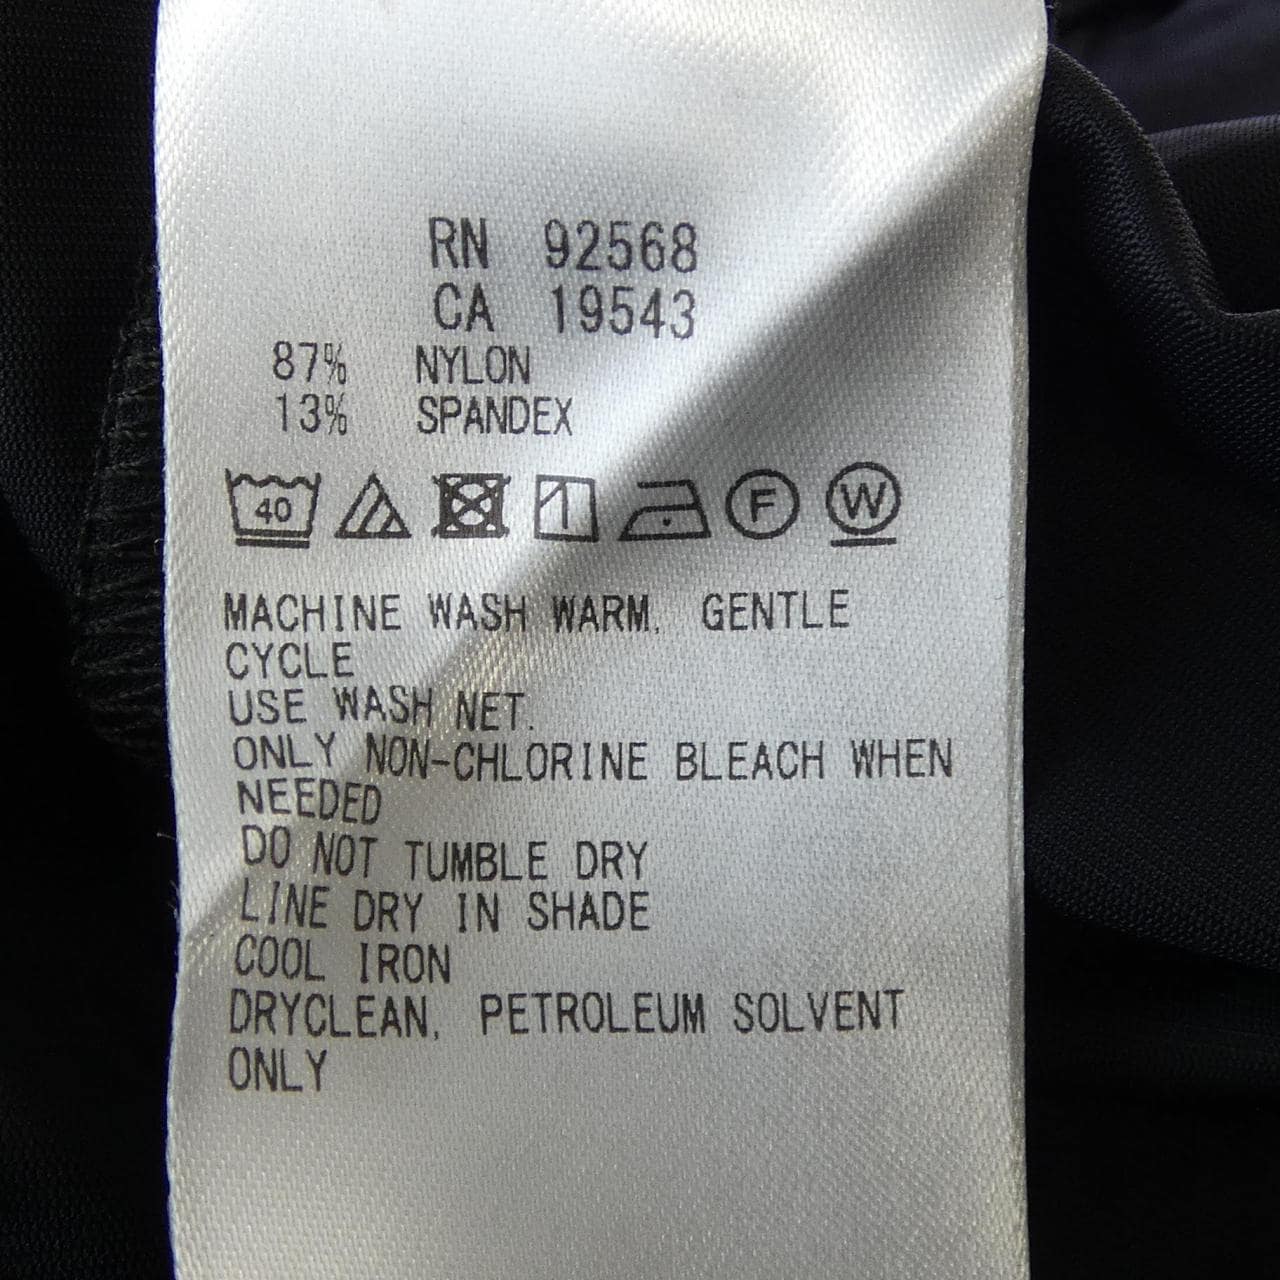 RN 92568
CA 19543
87% NYLON
13% SPANDEX
40 F W
MACHINE WASH WARM, GENTLE
CYCLE
USE WASH NET.
ONLY NON-CHLORINE BLEACH WHEN
NEEDED
DO NOT TUMBLE DRY
LINE DRY IN SHADE
COOL IRON
DRYCLEAN, PETROLEUM SOLVENT
ONLY